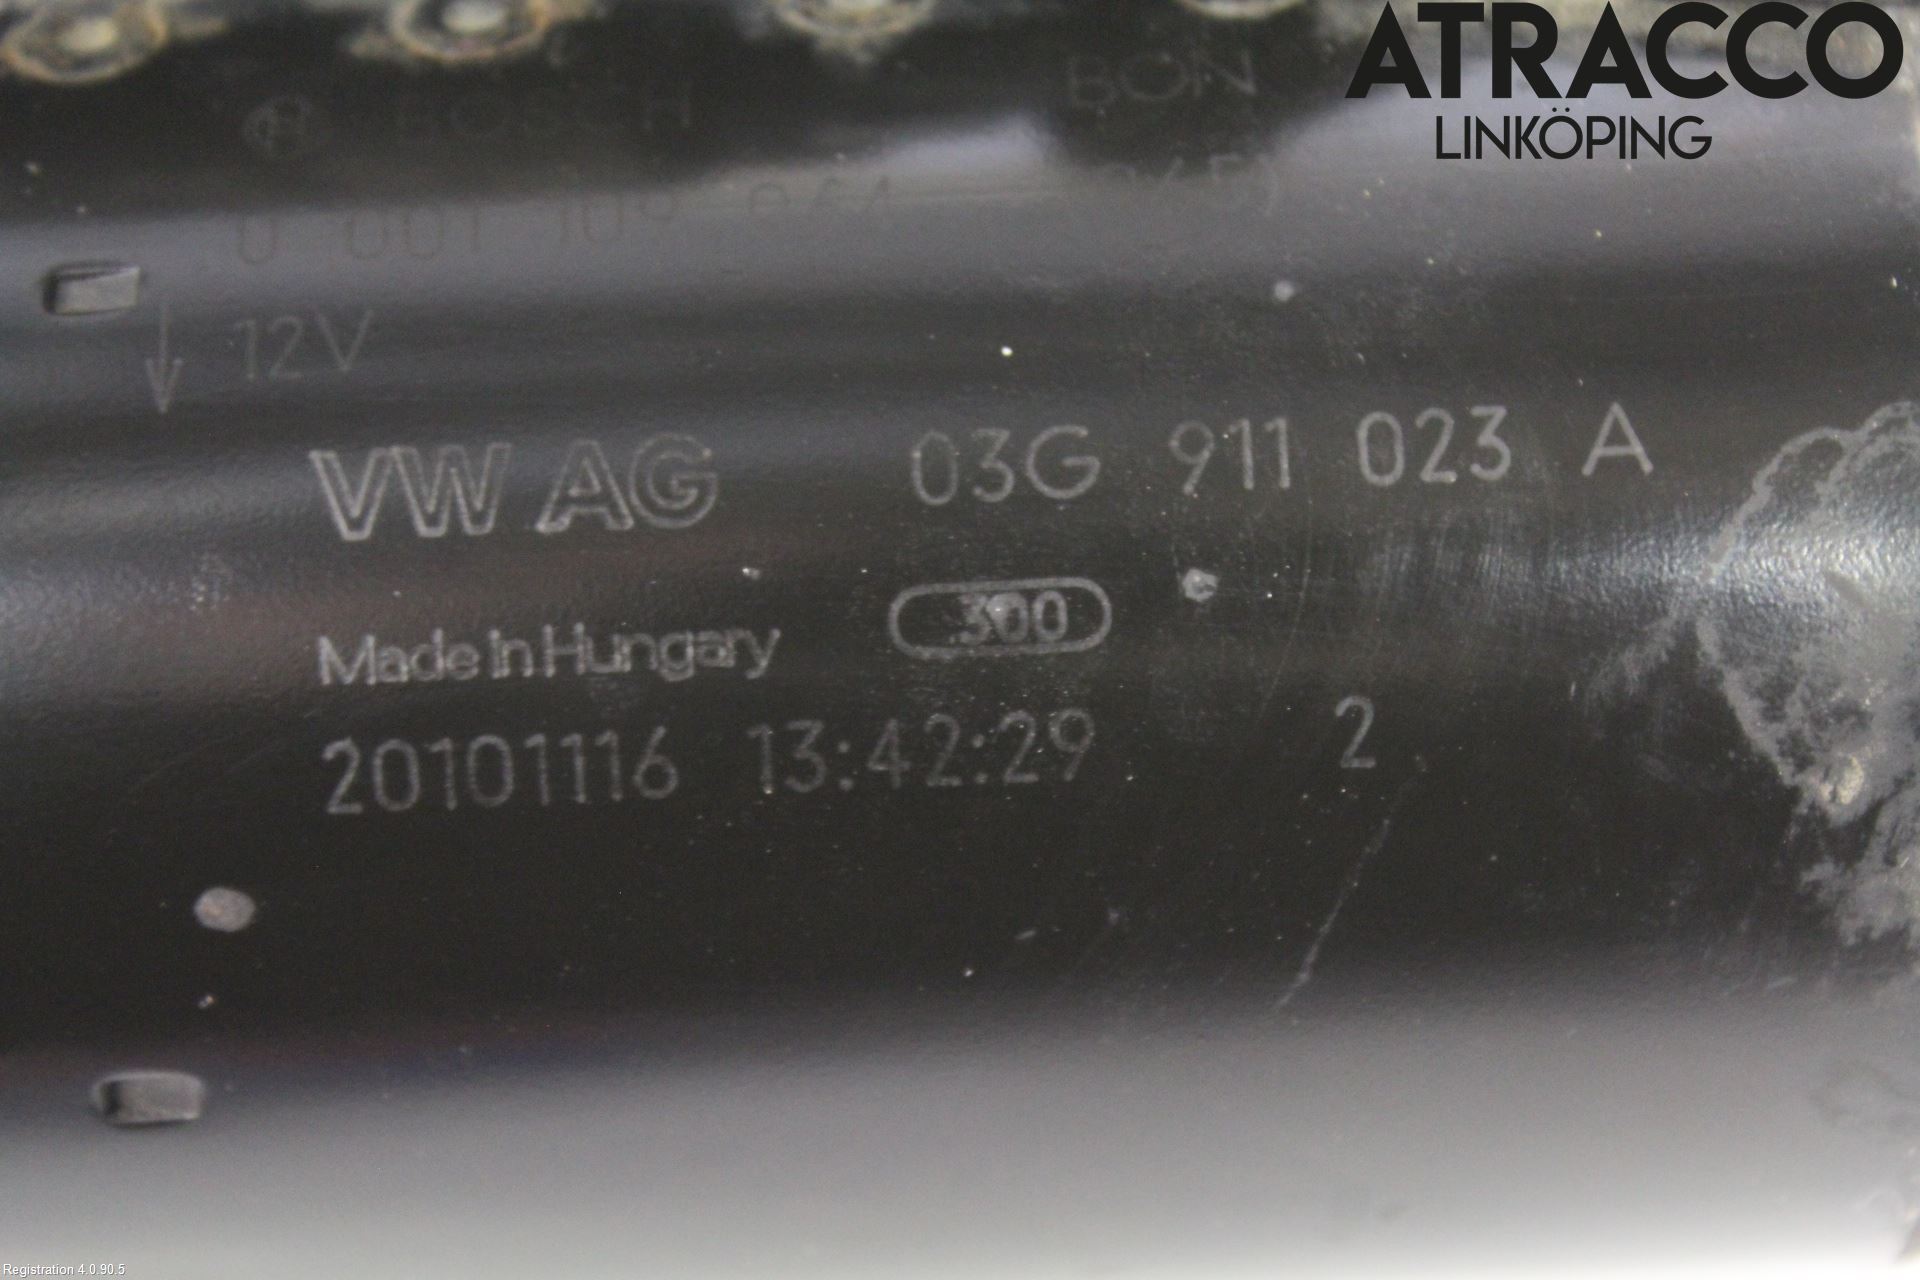 ATRACCO
LINKÖPING
BOSCH
BON
12V
VW AG 03G 911 023 A
Made in Hungary 300
20101116 13:42:29 2
Registration 4.0.90.5